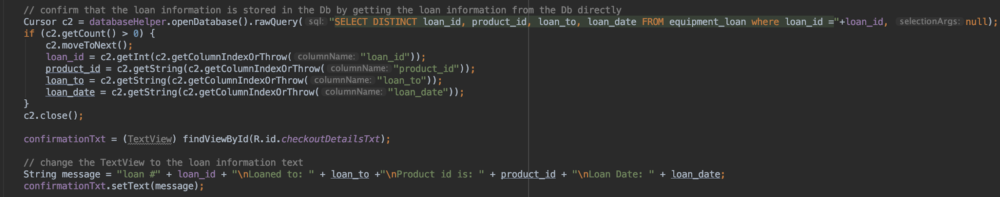 // confirm that the loan information is stored in the Db by getting the loan information from the Db directly
Cursor c2 = databaseHelper.openDatabase().rawQuery( sql: "SELECT DISTINCT loan_id, product_id, loan_to, loan_date FROM equipment_loan where loan_id ="+loan_id, selectionArgs: null);
if (c2.getCount() > 0) {
    c2.moveToNext();
    loan_id = c2.getInt(c2.getColumnIndexOrThrow( columnName: "loan_id"));
    product_id = c2.getString(c2.getColumnIndexOrThrow( columnName: "product_id"));
    loan_to = c2.getString(c2.getColumnIndexOrThrow( columnName: "loan_to"));
    loan_date = c2.getString(c2.getColumnIndexOrThrow( columnName: "loan_date"));
}
c2.close();
confirmationTxt = (TextView) findViewById(R.id.checkoutDetailsTxt);
// change the TextView to the loan information text
String message = "loan #" + loan_id + "\nLoaned to: " + loan_to +"\nProduct id is: " + product_id + "\nLoan Date: " + loan_date;
confirmationTxt.setText(message);